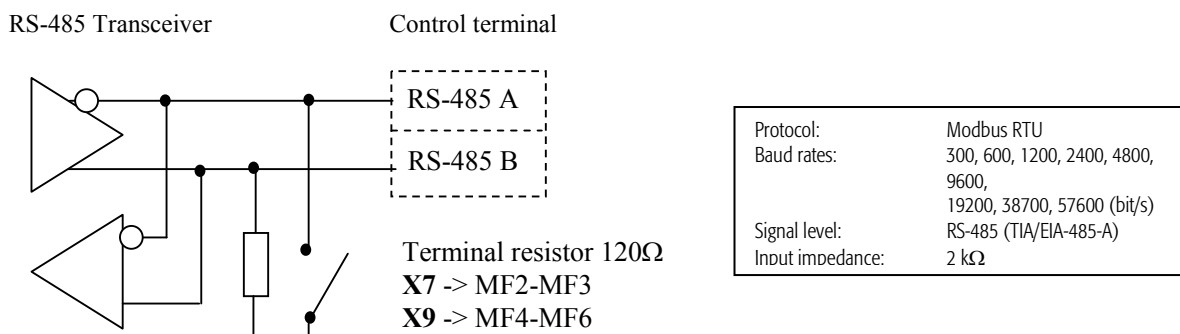 RS-485 Transceiver
Control terminal
RS-485 A
RS-485 B
Terminal resistor 120Ω
X7 -> MF2-MF3
X9 -> MF4-MF6
Protocol: Modbus RTU
Baud rates: 300, 600, 1200, 2400, 4800,
9600,
19200, 38700, 57600 (bit/s)
Signal level: RS-485 (TIA/EIA-485-A)
Input impedance: 2 kΩ